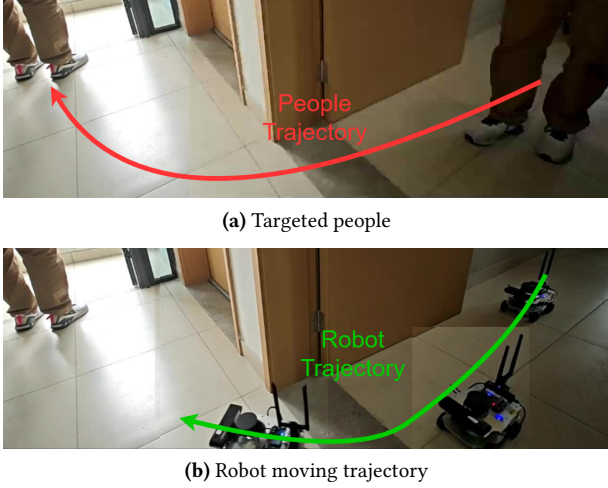 People
Trajectory
(a) Targeted people
Robot
Trajectory
(b) Robot moving trajectory